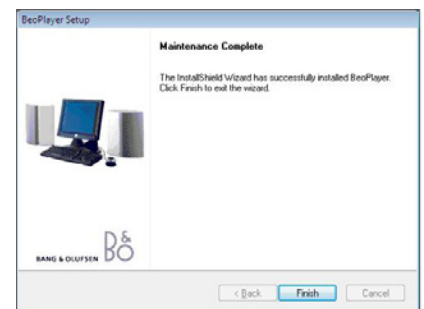 BeoPlayer Setup
Maintenance Complete
The InstallShield Wizard has successfully installed BeoPlayer.
Click Finish to exit the wizard.
BANG & OLUFSEN B&O
< Back Finish Cancel